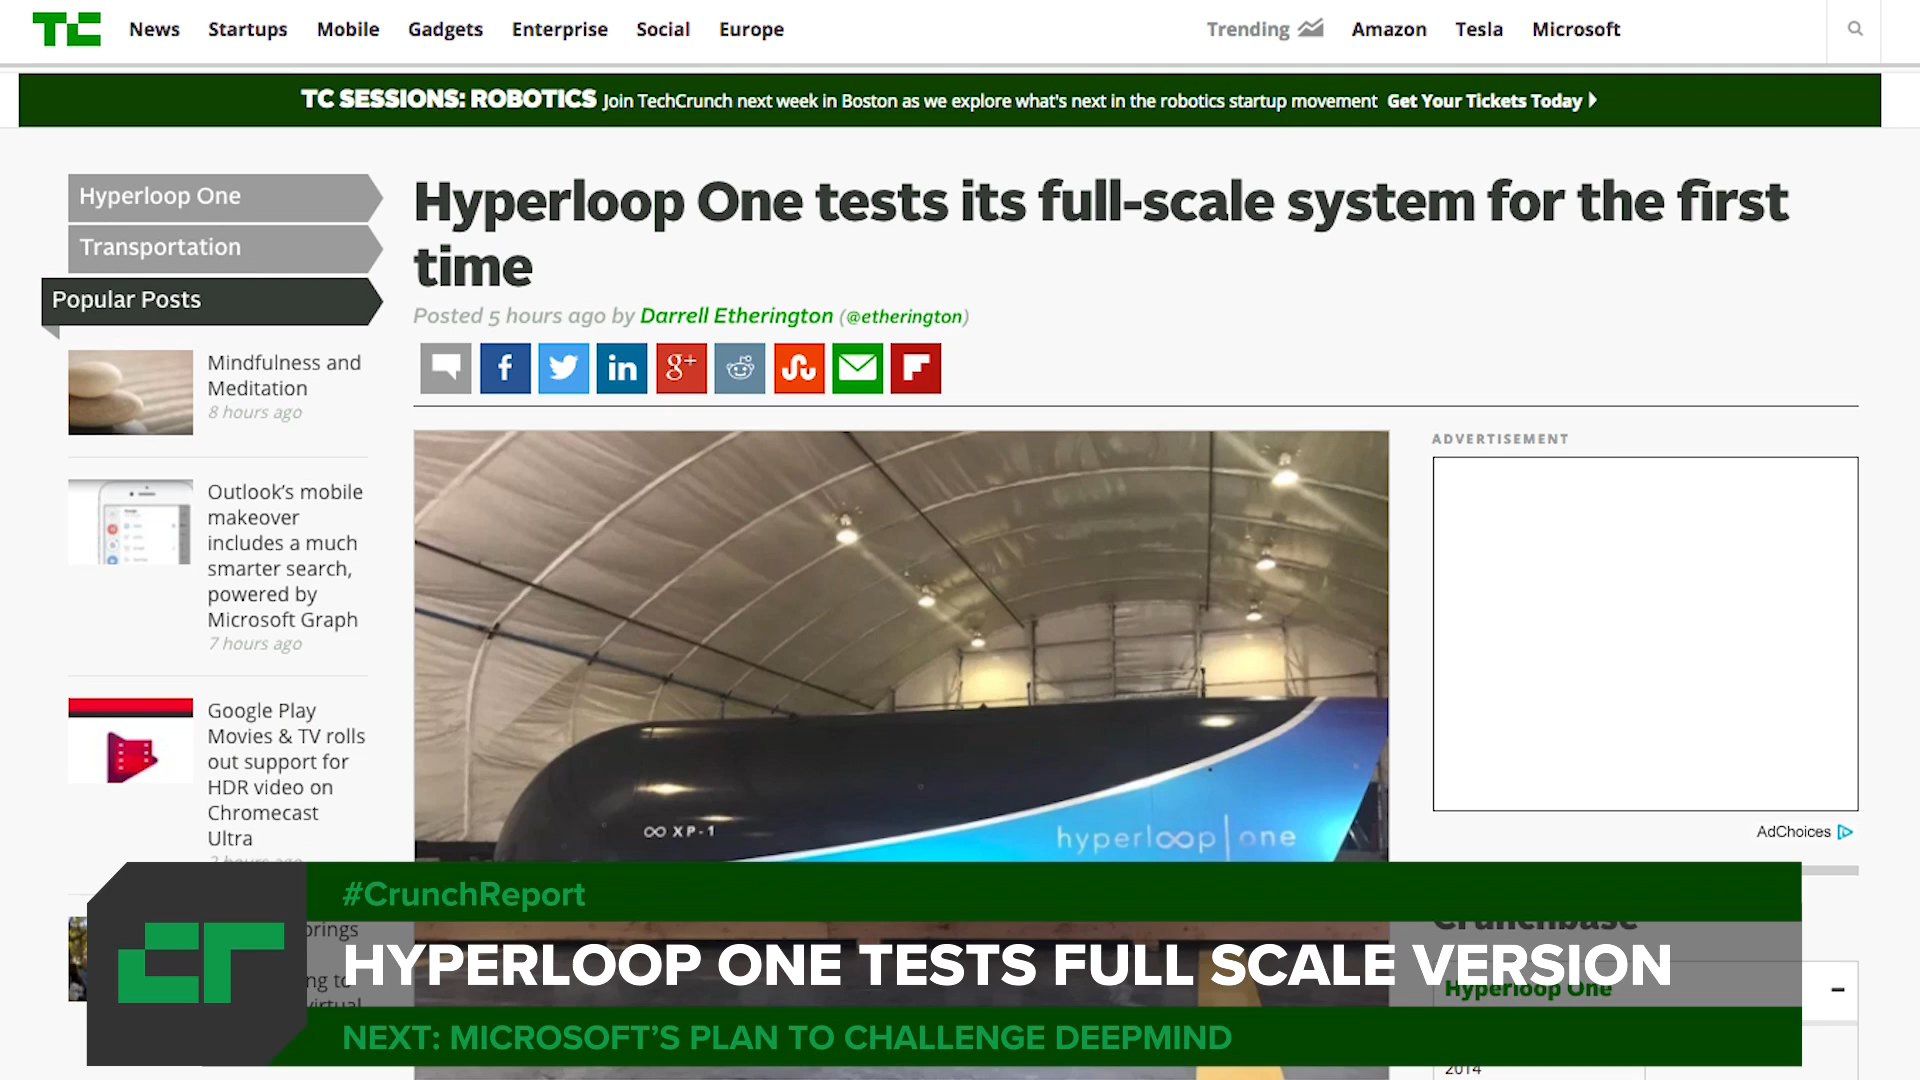 TC News Startups Mobile Gadgets Enterprise Social Europe Trending Amazon Tesla Microsoft
TC SESSIONS: ROBOTICS Join TechCrunch next week in Boston as we explore what's next in the robotics startup movement Get Your Tickets Today
Hyperloop One
Transportation
Popular Posts
Mindfulness and
Meditation
8 hours ago
Outlook's mobile
makeover
includes a much
smarter search,
powered by
Microsoft Graph
7 hours ago
Google Play
Movies & TV rolls
out support for
HDR video on
Chromecast
Ultra
Hyperloop One tests its full-scale system for the first
time
Posted 5 hours ago by Darrell Etherington (@etherington)
f in g+
XP-1
hyperloop | one
ADVERTISEMENT
AdChoices
Crunchbase
Hyperloop One
2014
#CrunchReport
CR
HYPERLOOP ONE TESTS FULL SCALE VERSION
NEXT: MICROSOFT'S PLAN TO CHALLENGE DEEPMIND